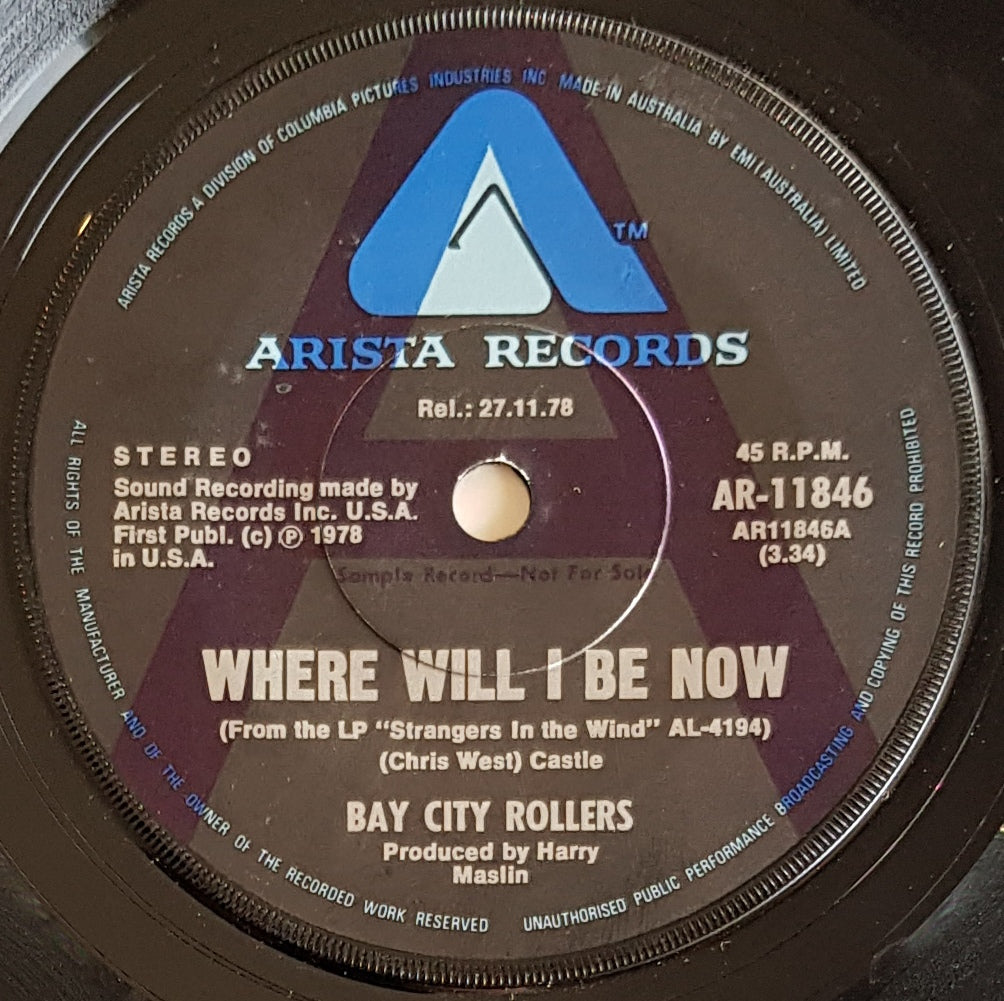 ARISTA RECORDS A DIVISION OF COLUMBIA PICTURES INDUSTRIES INC MADE IN AUSTRALIA BY EMI (AUSTRALIA) LIMITED
TM
ARISTA RECORDS
Rel.: 27.11.78
STEREO
Sound Recording made by
Arista Records Inc. U.S.A.
First Publ. (c) Ⓟ 1978
in U.S.A.
45 R.P.M.
AR-11846
AR11846A
(3.34)
Sample Record—Not For Sale
WHERE WILL I BE NOW
(From the LP "Strangers In the Wind" AL-4194)
(Chris West) Castle
BAY CITY ROLLERS
Produced by Harry
Maslin
ALL RIGHTS OF THE MANUFACTURER AND OF THE OWNER OF THE RECORDED WORK RESERVED
UNAUTHORISED PUBLIC PERFORMANCE BROADCASTING AND COPYING OF THIS RECORD PROHIBITED